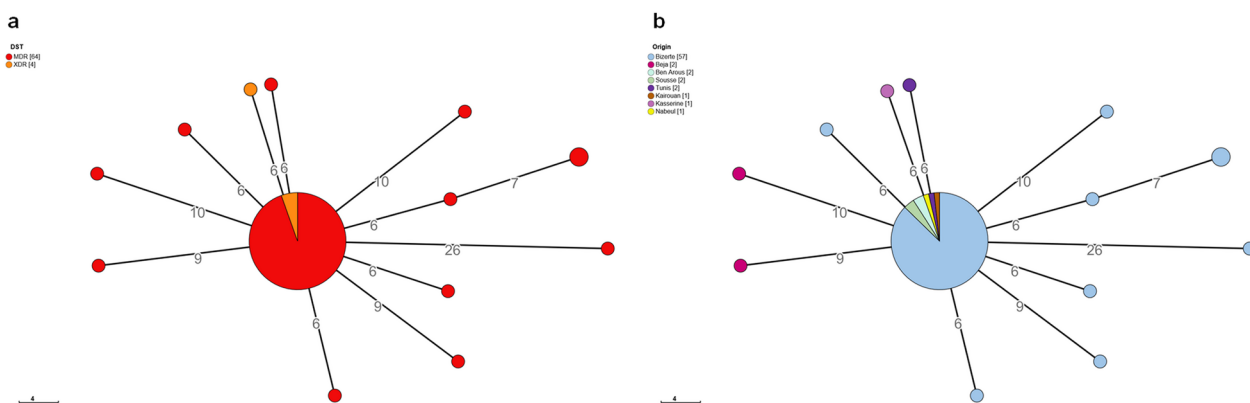 a
DST
MDR [64]
XDR [4]
6
6
6
10
7
10
6
26
9
6
9
6
4
b
Origin
Bizerte [57]
Beja [2]
Ben Arous [2]
Sousse [2]
Tunis [2]
Kairouan [1]
Kasserine [1]
Nabeul [1]
6
6
6
10
7
10
6
26
9
6
9
6
4